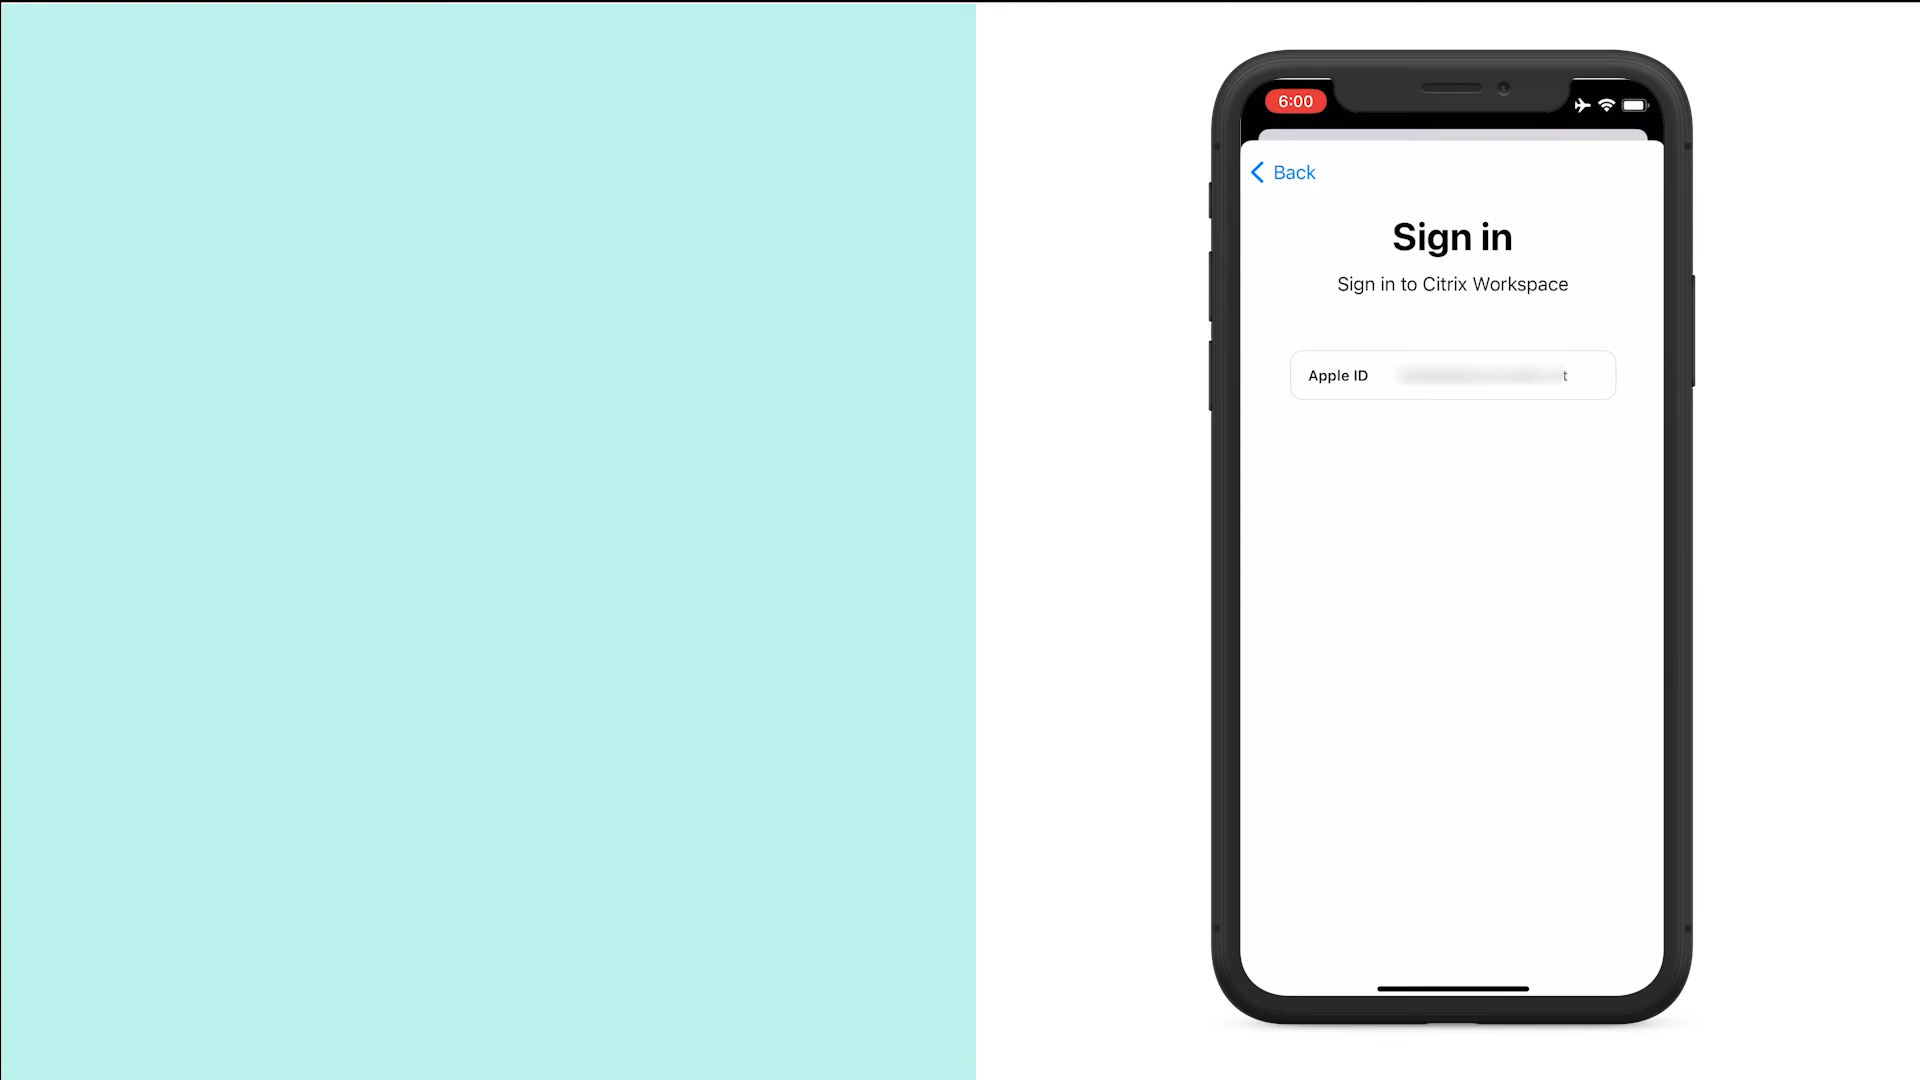 6:00
Back
Sign in
Sign in to Citrix Workspace
Apple ID